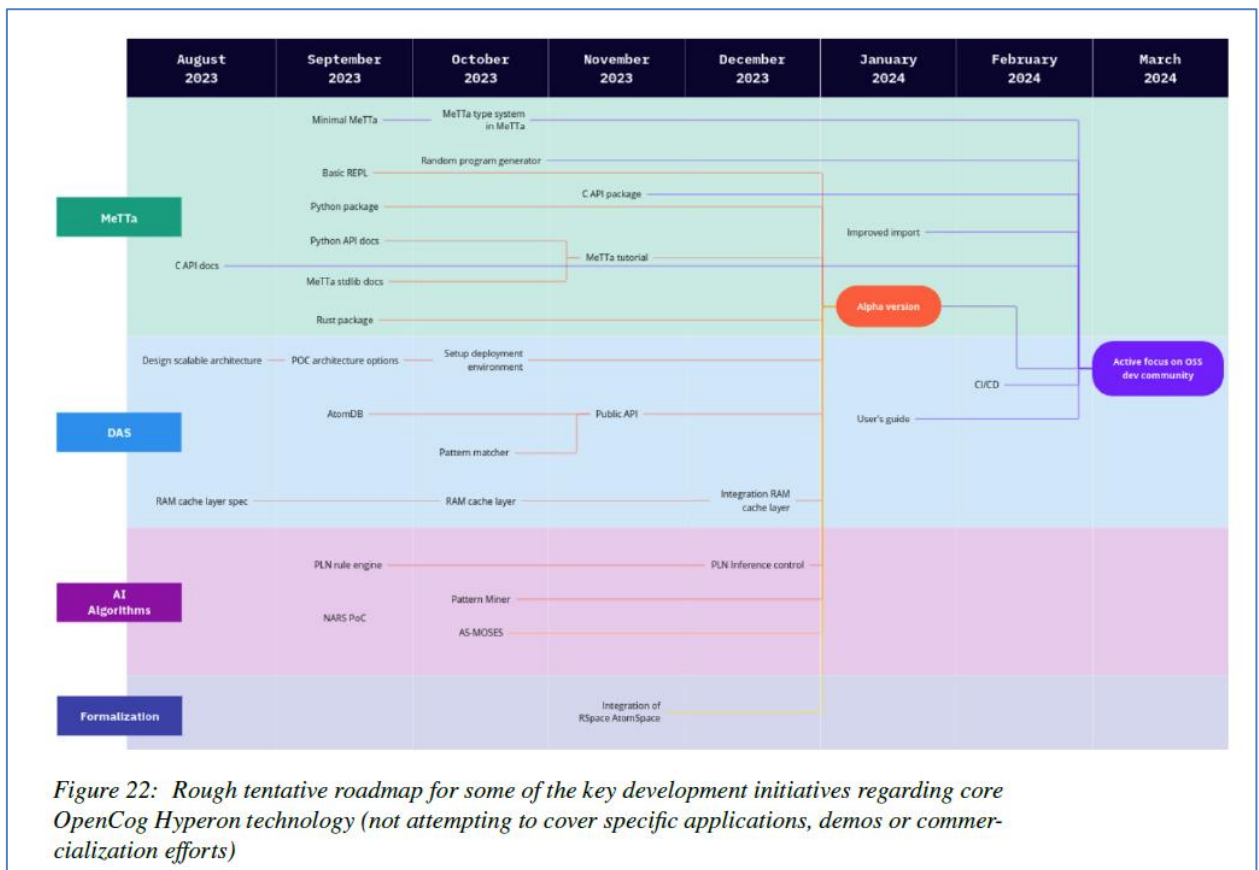 August
2023
September
2023
October
2023
November
2023
December
2023
January
2024
February
2024
March
2024
MeTTa
Minimal MeTTa
MeTTa type system
in MeTTa
Random program generator
Basic REPL
C API package
Python package
Improved import
Python API docs
MeTTa tutorial
C API docs
MeTTa stdlib docs
Alpha version
Rust package
DAS
Design scalable architecture
POC architecture options
Setup deployment
environment
Active focus on OSS
dev community
CI/CD
AtomDB
Public API
User's guide
Pattern matcher
RAM cache layer spec
RAM cache layer
Integration RAM
cache layer
AI
Algorithms
PLN rule engine
PLN Inference control
Pattern Miner
NARS PoC
AS-MOSES
Formalization
Integration of
RSpace AtomSpace
Figure 22: Rough tentative roadmap for some of the key development initiatives regarding core
OpenCog Hyperon technology (not attempting to cover specific applications, demos or commer-
cialization efforts)